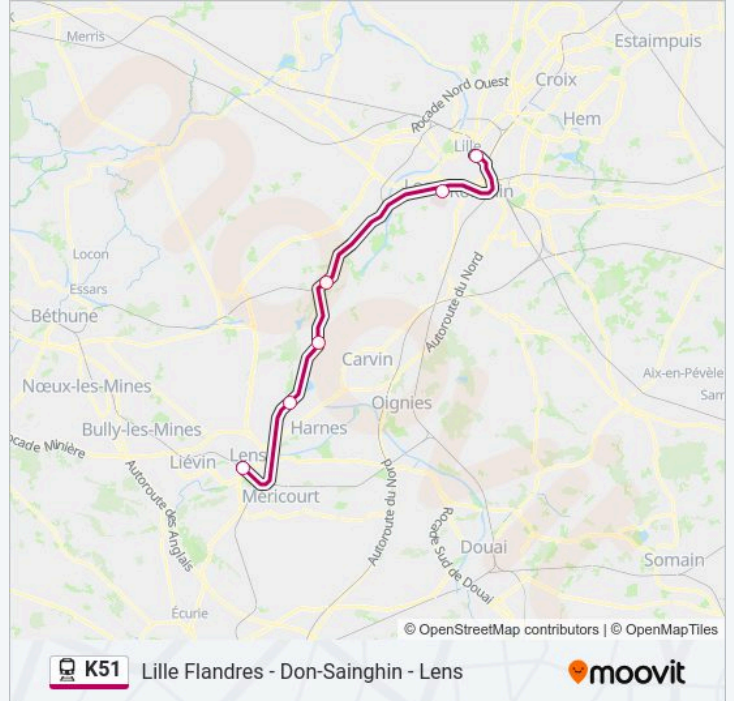 Merris
Estaimpuis
Croix
Rocade Nord Ouest
Hem
Lille
Locon
Essars
Autoroute du Nord
Béthune
Carvin
Aix-en-Pévèle
Nœux-les-Mines
Sam
Oignies
Bully-les-Mines
Harnes
ocade Minière
Lens
Liévin
Méricourt
Autoroute des Anglais
Autoroute du Nord
Rocade Sud de Douai
Douai
Somain
Écurie
© OpenStreetMap contributors | © OpenMapTiles
K51 Lille Flandres - Don-Sainghin - Lens moovit